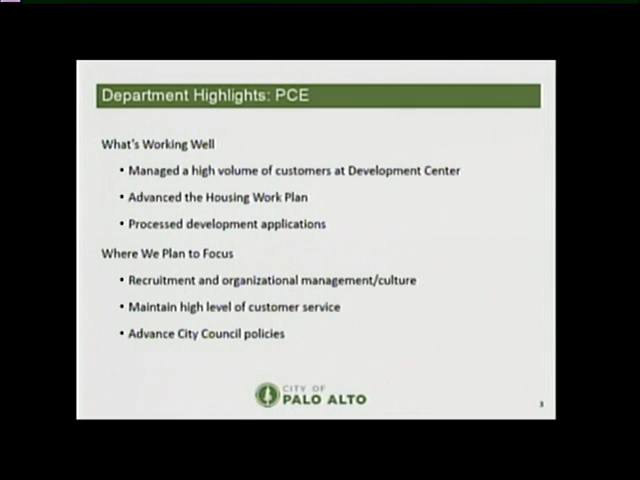 Department Highlights: PCE
What's Working Well
• Managed a high volume of customers at Development Center
• Advanced the Housing Work Plan
• Processed development applications
Where We Plan to Focus
• Recruitment and organizational management/culture
• Maintain high level of customer service
• Advance City Council policies
CITY OF
PALO ALTO
3